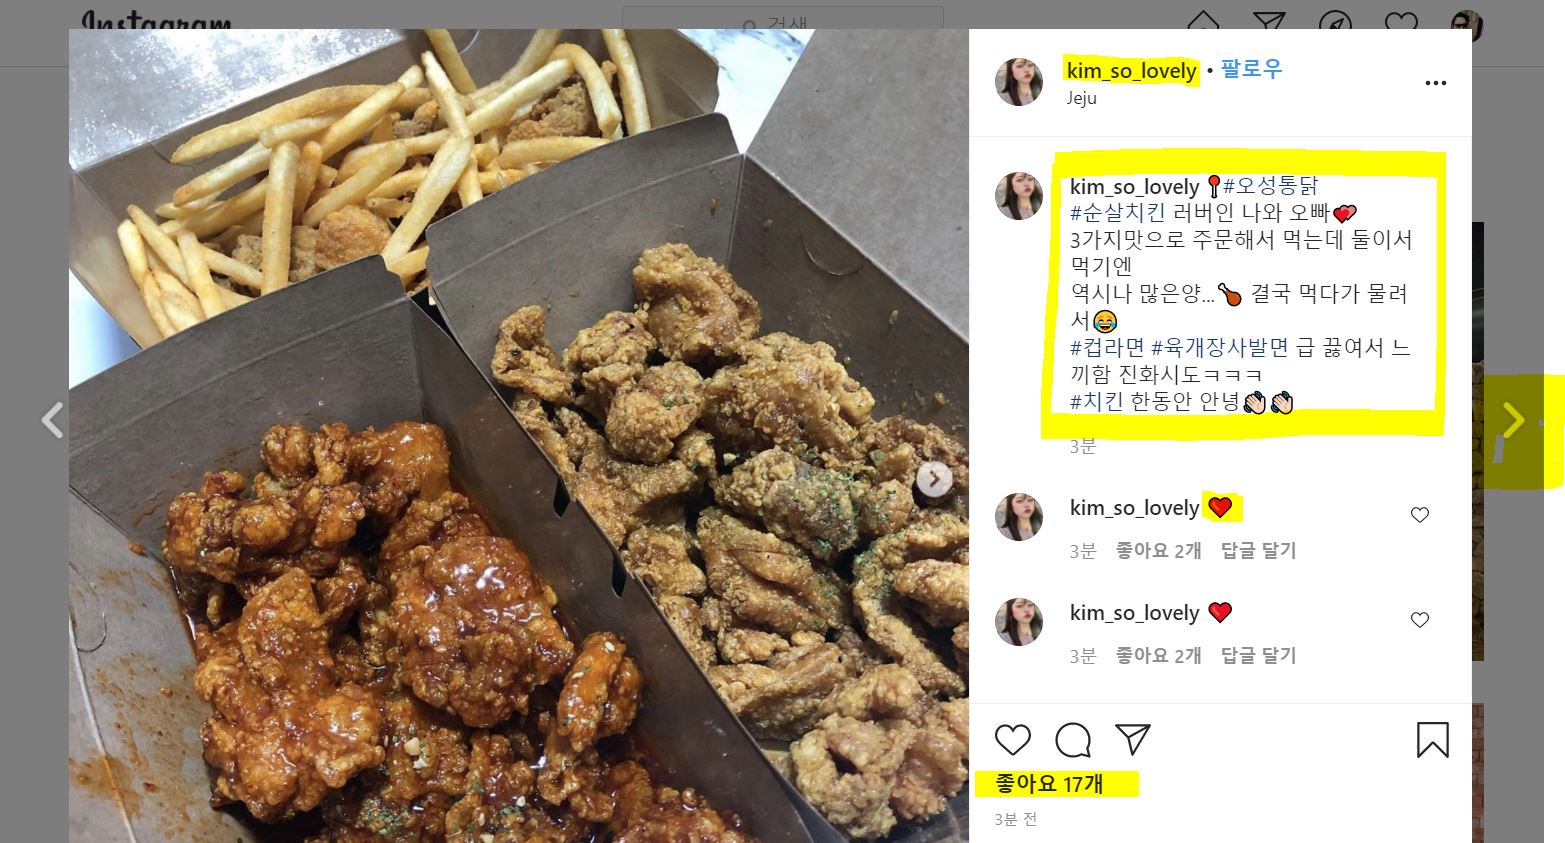 Instagram
검색
kim_so_lovely • 팔로우
Jeju
kim_so_lovely 📍#오성통닭
#순살치킨 러버인 나와 오빠💕
3가지맛으로 주문해서 먹는데 둘이서
먹기엔
역시나 많은양...🍗 결국 먹다가 물려
서😂
#컵라면 #육개장사발면 급 끓여서 느
끼함 진화시도ㅋㅋㅋ
#치킨 한동안 안녕👏🏻👏🏻
3분
kim_so_lovely ❤️
3분 좋아요 2개 답글 달기
kim_so_lovely ❤️
3분 좋아요 2개 답글 달기
좋아요 17개
3분 전